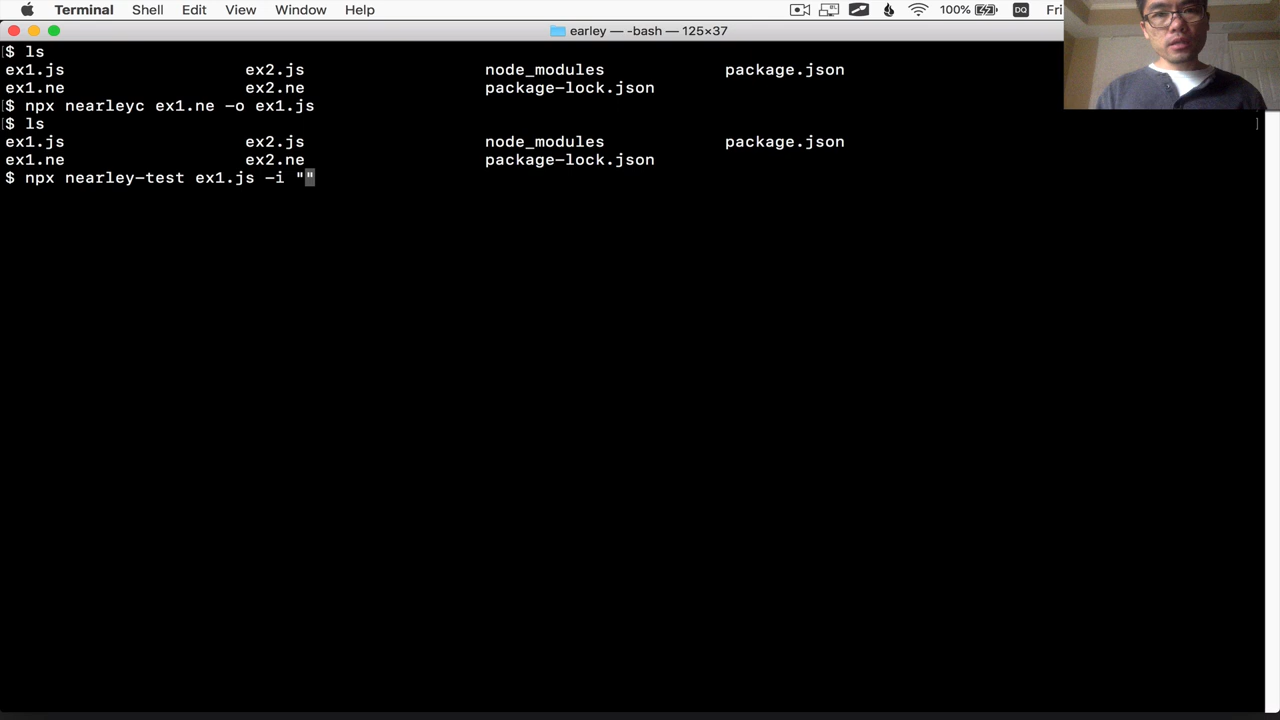 Terminal Shell Edit View Window Help 100% DQ Fri
earley — -bash — 125×37
$ ls
ex1.js ex2.js node_modules package.json
ex1.ne ex2.ne package-lock.json
$ npx nearleyc ex1.ne -o ex1.js
$ ls
ex1.js ex2.js node_modules package.json
ex1.ne ex2.ne package-lock.json
$ npx nearley-test ex1.js -i ""